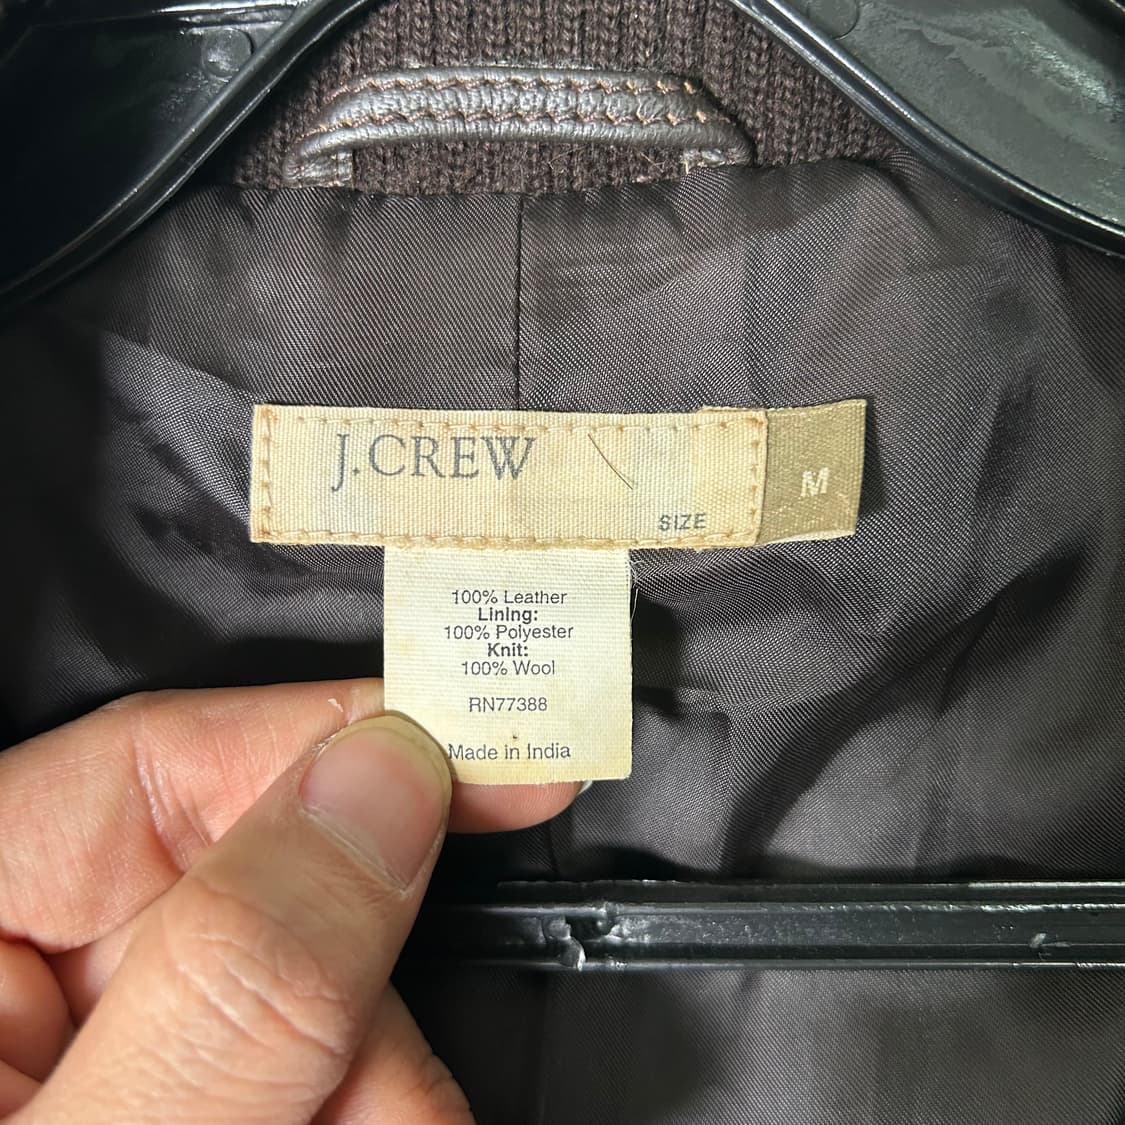 J.CREW
SIZE
M
100% Leather
Lining:
100% Polyester
Knit:
100% Wool
RN77388
Made in India